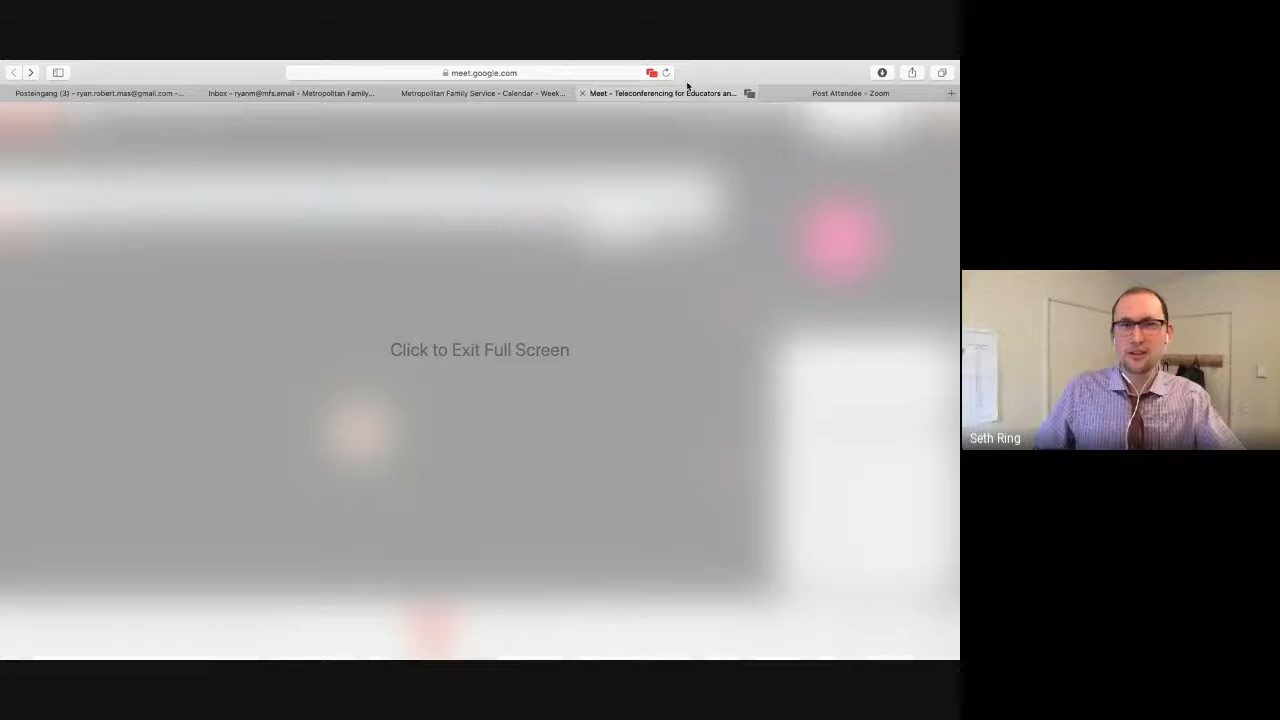 meet.google.com
Posteingang (3) - ryan.robert.mas@gmail.com -...
Inbox - ryanm@mfs.email - Metropolitan Family...
Metropolitan Family Service - Calendar - Week...
Meet - Teleconferencing for Educators an...
Post Attendee - Zoom
Click to Exit Full Screen
Seth Ring